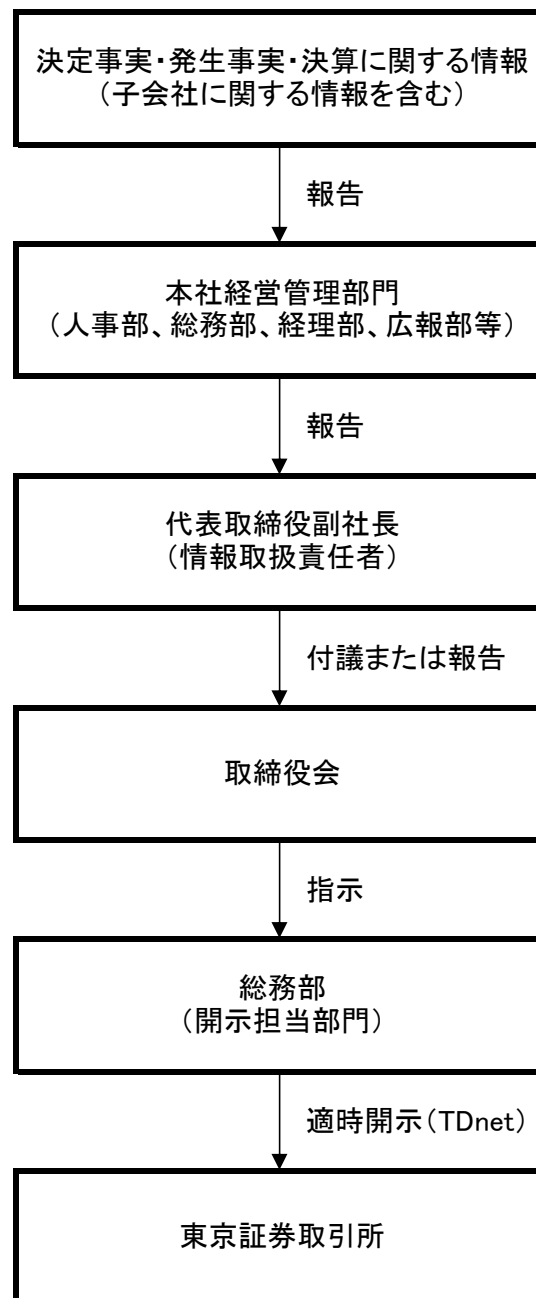 決定事実・発生事実・決算に関する情報
（子会社に関する情報を含む）
報告
本社経営管理部門
（人事部、総務部、経理部、広報部等）
報告
代表取締役副社長
（情報取扱責任者）
付議または報告
取締役会
指示
総務部
（開示担当部門）
適時開示（TDnet）
東京証券取引所